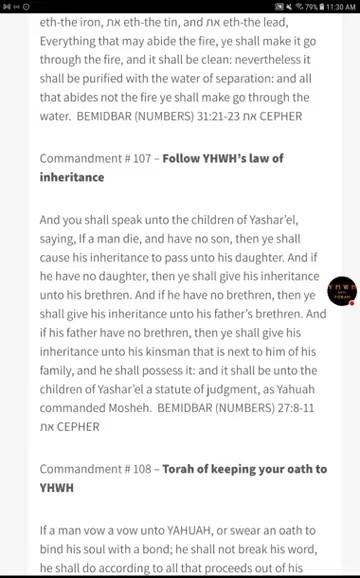 79% 11:30 AM
eth-the iron, את eth-the tin, and את eth-the lead,
Everything that may abide the fire, ye shall make it go
through the fire, and it shall be clean: nevertheless it
shall be purified with the water of separation: and all
that abides not the fire ye shall make go through the
water.  BEMIDBAR (NUMBERS) 31:21-23 את CEPHER
Commandment # 107 – Follow YHWH's law of
inheritance
And you shall speak unto the children of Yashar'el,
saying, If a man die, and have no son, then ye shall
cause his inheritance to pass unto his daughter. And if
he have no daughter, then ye shall give his inheritance
unto his brethren. And if he have no brethren, then ye
shall give his inheritance unto his father's brethren. And
if his father have no brethren, then ye shall give his
inheritance unto his kinsman that is next to him of his
family, and he shall possess it: and it shall be unto the
children of Yashar'el a statute of judgment, as Yahuah
commanded Mosheh.  BEMIDBAR (NUMBERS) 27:8-11
את CEPHER
YHWH
TORAH
Commandment # 108 – Torah of keeping your oath to
YHWH
If a man vow a vow unto YAHUAH, or swear an oath to
bind his soul with a bond; he shall not break his word,
he shall do according to all that proceeds out of his